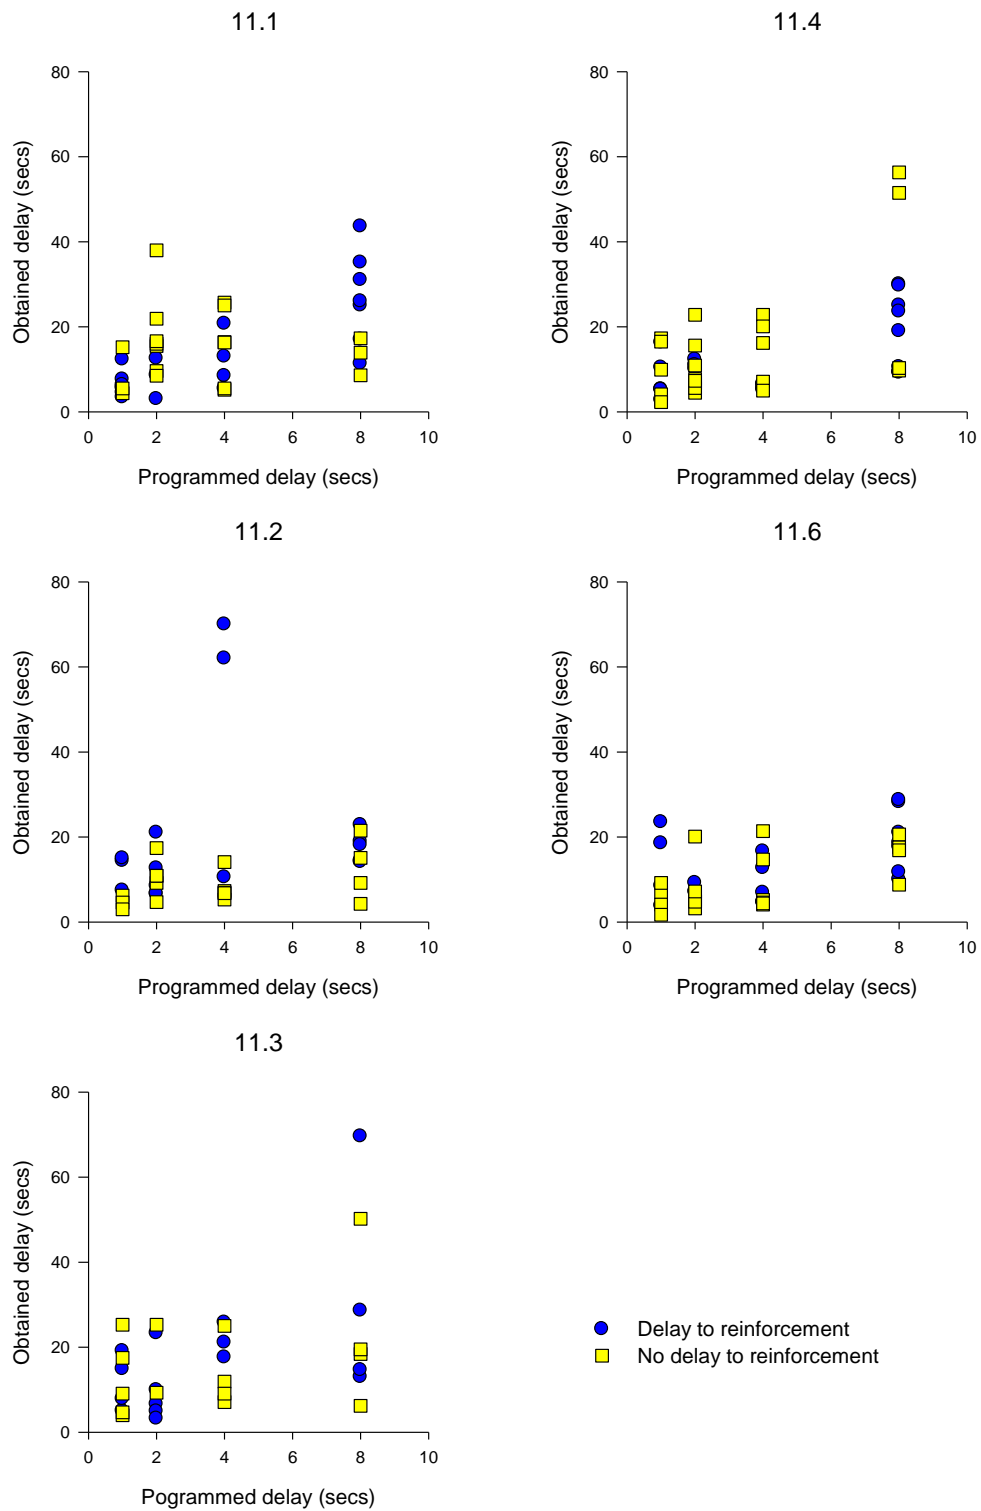 11.1
80
60
40
20
0
Obtained delay (secs)
0 2 4 6 8 10
Programmed delay (secs)
11.4
80
60
40
20
0
Obtained delay (secs)
0 2 4 6 8 10
Programmed delay (secs)
11.2
80
60
40
20
0
Obtained delay (secs)
0 2 4 6 8 10
Programmed delay (secs)
11.6
80
60
40
20
0
Obtained delay (secs)
0 2 4 6 8 10
Programmed delay (secs)
11.3
80
60
40
20
0
Obtained delay (secs)
0 2 4 6 8 10
Pogrammed delay (secs)
Delay to reinforcement
No delay to reinforcement